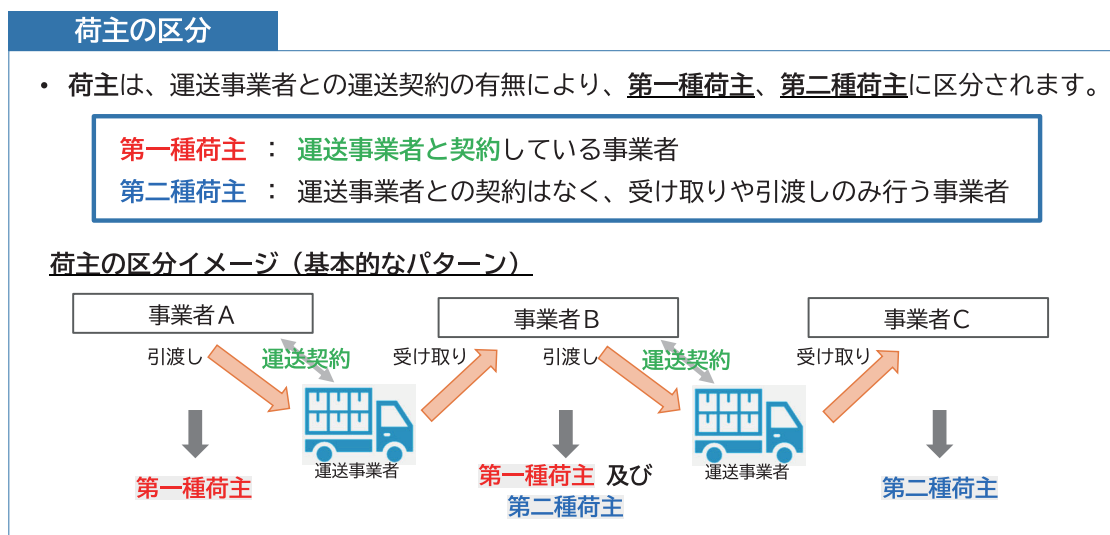 荷主の区分
• 荷主は、運送事業者との運送契約の有無により、第一種荷主、第二種荷主に区分されます。
第一種荷主 ： 運送事業者と契約している事業者
第二種荷主 ： 運送事業者との契約はなく、受け取りや引渡しのみ行う事業者
荷主の区分イメージ（基本的なパターン）
事業者A
事業者B
事業者C
引渡し
運送契約
受け取り
引渡し
運送契約
受け取り
運送事業者
運送事業者
第一種荷主
第一種荷主 及び
第二種荷主
第二種荷主